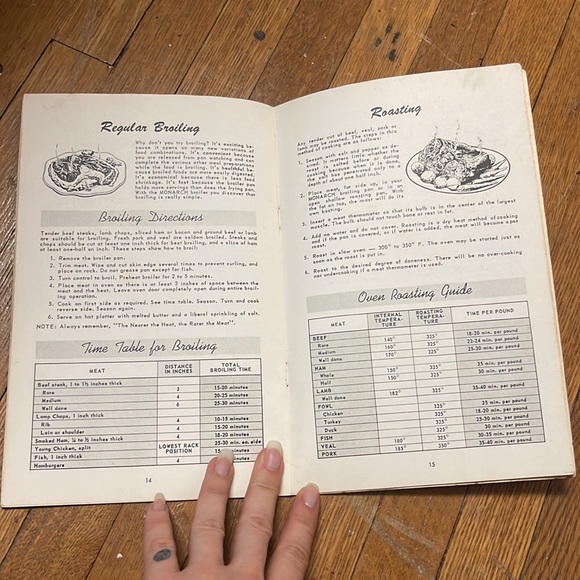 Regular Broiling
Why don't you try broiling? It's exciting be-
cause it opens so many new variations of
food combinations. It's convenient because
you are released from pan watching and can
complete the various other meal preparations
while the food is broiling. It's healthful be-
cause broiled foods are more easily digested.
It's economical because there is less food
shrinkage. It's fast because the broiler pan
holds more servings than does the frying pan.
With the MONARCH broiler you discover that
broiling is really simple.
Broiling Directions
Tender beef steaks, lamb chops, sliced ham or bacon and ground beef or lamb
are suitable for broiling. Fresh pork and veal are seldom broiled. Steaks and
chops should be cut at least one inch thick for best broiling, and a slice of ham
at least one-half an inch. These steps show how to broil.
1. Remove the broiler pan.
2. Trim meat. Wipe and cut skin edge several times to prevent curling, and
place on rack. Do not grease pan except for fish.
3. Turn control to broil. Preheat broiler for 2 to 5 minutes.
4. Place meat in oven so there is at least 3 inches of space between the
meat and the heat. Leave oven door completely open during entire broil-
ing operation.
5. Cook on first side as required. See time table. Season. Turn and cook
reverse side. Season again.
6. Serve on hot platter with melted butter and a liberal sprinkling of salt.
NOTE: Always remember, "The Nearer the Heat, the Rarer the Meat".
Time Table for Broiling
MEAT DISTANCE IN INCHES TOTAL BROILING TIME
Beef steak, 1 to 1½ inches thick
Rare 3 15-20 minutes
Medium 4 20-25 minutes
Well done 6 25-30 minutes
Lamb Chops, 1 inch thick
Rib 4 10-15 minutes
Loin or shoulder 4 15-20 minutes
Smoked Ham, ¼ to ½ inches thick 4 18-20 minutes
Young Chicken, split LOWEST RACK POSITION 25-30 min. ea. side
Fish, 1 inch thick 4 minutes
Hamburgers 4 minutes
14
Roasting
Any tender cut of beef, veal, pork or
lamb may be roasted. The steps in this
method of cooking are as follows:
1. Season with salt and pepper as de-
sired. It matters little whether meat
is salted before or during
cooking because when it is done,
the salt has penetrated only to a
depth of about one-half inch.
2. Place meat, fat side up, in your
MONARCH broiling pan or in an
open shallow roasting pan. With
the fat on top, the roast will do its
own basting.
3. Insert a meat thermometer so that its bulb is in the center of the largest
muscle. The bulb should not touch bone or rest in fat.
4. Add no water and do not cover. Roasting is a dry heat method of cooking
and if the pan is covered, or if water is added, the meat will become a pot
roast.
5. Roast in slow oven — 300° to 350° F. The oven may be started just as
soon as the meat is put in.
6. Roast to the desired degree of doneness. There will be no over-cooking
nor undercooking if a meat thermometer is used.
Oven Roasting Guide
MEAT INTERNAL TEMPERA- TURE ROASTING TEMPERA- TURE TIME PER POUND
BEEF
Rare 140° 325° 18-20 min. per pound
Medium 160° 325° 22-24 min. per pound
Well done 170° 325° 25-30 min. per pound
HAM
Whole 150° 325° 25 min. per pound
Half 150° 325° 30 min. per pound
LAMB
Well done 182° 325° 35-40 min. per pound
FOWL
Chicken 325° 25 min. per pound
Turkey 325° 18-20 min. per pound
Duck 325° 25-30 min. per pound
FISH 325° 30 min. per pound
VEAL 180° 325° 30-35 min. per pound
PORK 185° 350° 35-40 min. per pound
15